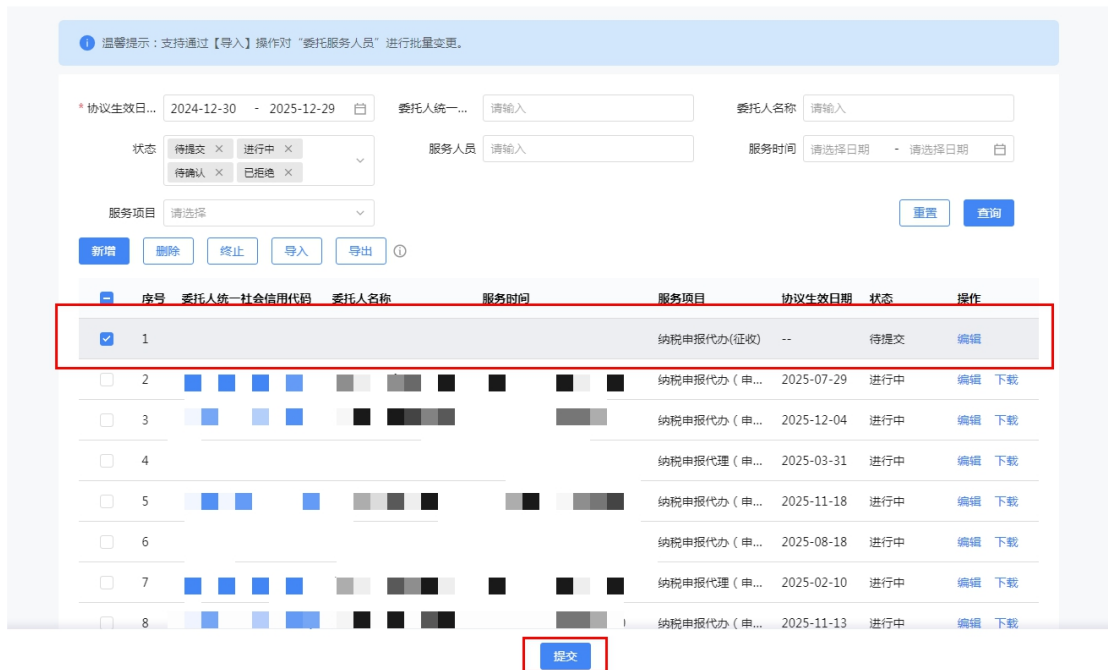 温馨提示：支持通过【导入】操作对“委托服务人员”进行批量变更。
* 协议生效日... 2024-12-30 - 2025-12-29 委托人统一... 请输入 委托人名称 请输入
状态 待提交 × 进行中 × 服务人员 请输入 服务时间 请选择日期 - 请选择日期
待确认 × 已拒绝 ×
服务项目 请选择 重置 查询
新增 删除 终止 导入 导出
序号 委托人统一社会信用代码 委托人名称 服务时间 服务项目 协议生效日期 状态 操作
1 纳税申报代办(征收) -- 待提交 编辑
2 纳税申报代办（申... 2025-07-29 进行中 编辑 下载
3 纳税申报代办（申... 2025-12-04 进行中 编辑 下载
4 纳税申报代理（申... 2025-03-31 进行中 编辑 下载
5 纳税申报代办（申... 2025-11-18 进行中 编辑 下载
6 纳税申报代办（申... 2025-08-18 进行中 编辑 下载
7 纳税申报代理（申... 2025-02-10 进行中 编辑 下载
8 纳税申报代办（申... 2025-11-13 进行中 编辑 下载
提交